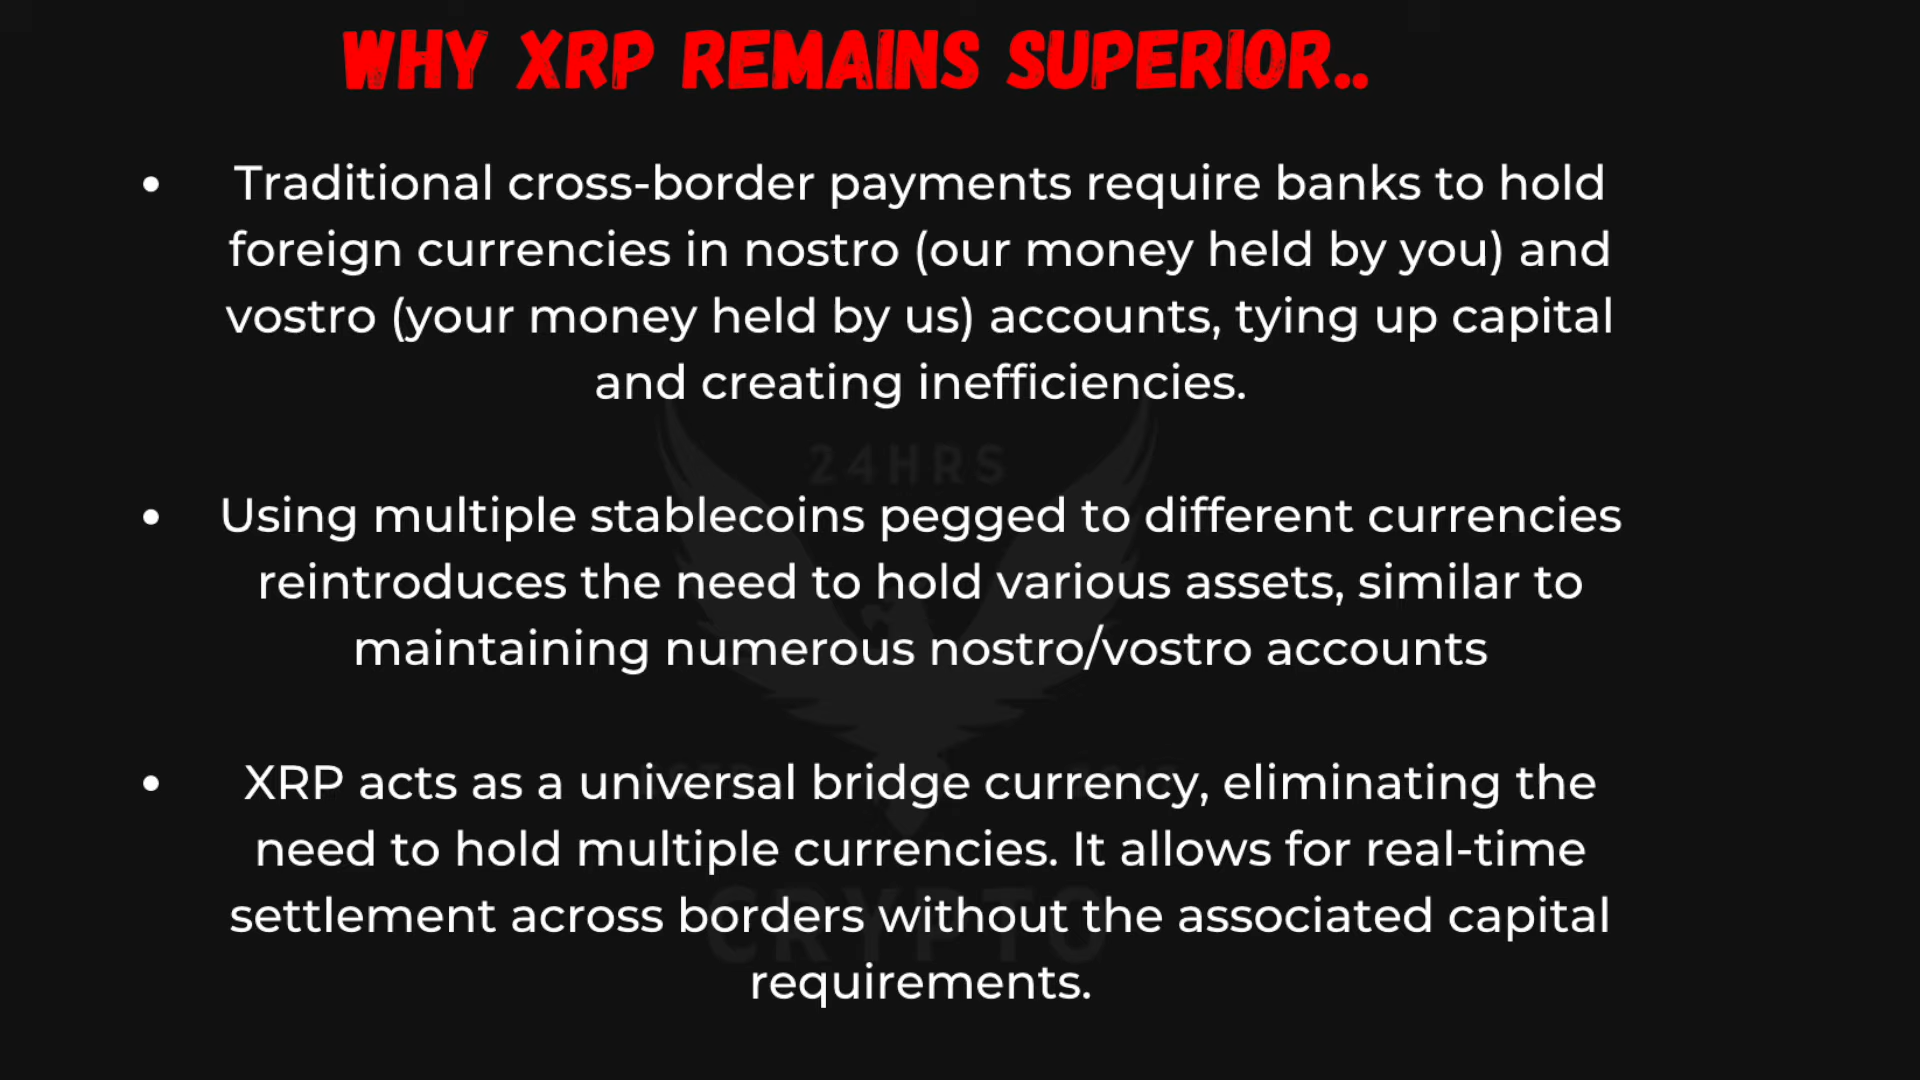 WHY XRP REMAINS SUPERIOR..
• Traditional cross-border payments require banks to hold
foreign currencies in nostro (our money held by you) and
vostro (your money held by us) accounts, tying up capital
and creating inefficiencies.
24HRS
• Using multiple stablecoins pegged to different currencies
reintroduces the need to hold various assets, similar to
maintaining numerous nostro/vostro accounts
• XRP acts as a universal bridge currency, eliminating the
need to hold multiple currencies. It allows for real-time
settlement across borders without the associated capital
CRYPTO
requirements.